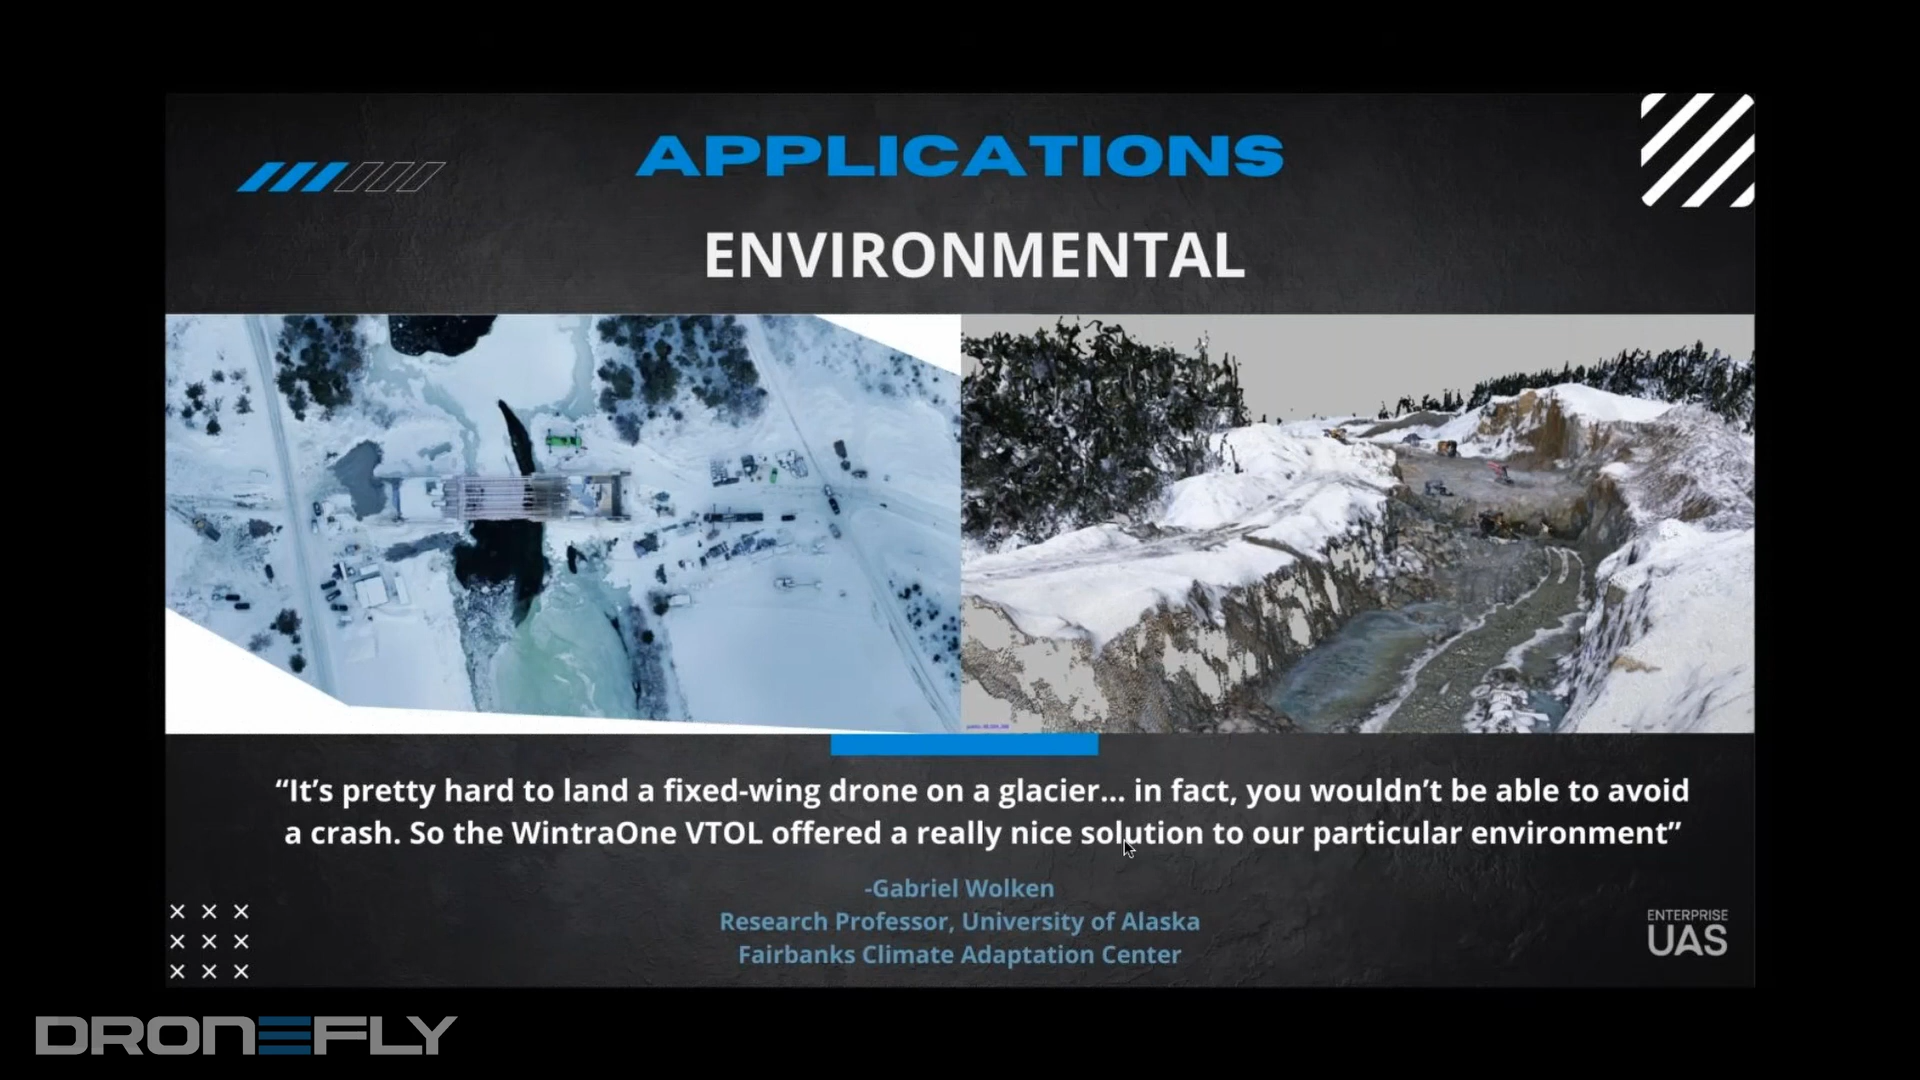 APPLICATIONS
ENVIRONMENTAL
“It’s pretty hard to land a fixed-wing drone on a glacier... in fact, you wouldn’t be able to avoid
a crash. So the WintraOne VTOL offered a really nice solution to our particular environment”
-Gabriel Wolken
Research Professor, University of Alaska
Fairbanks Climate Adaptation Center
ENTERPRISE
UAS
DRONEFLY